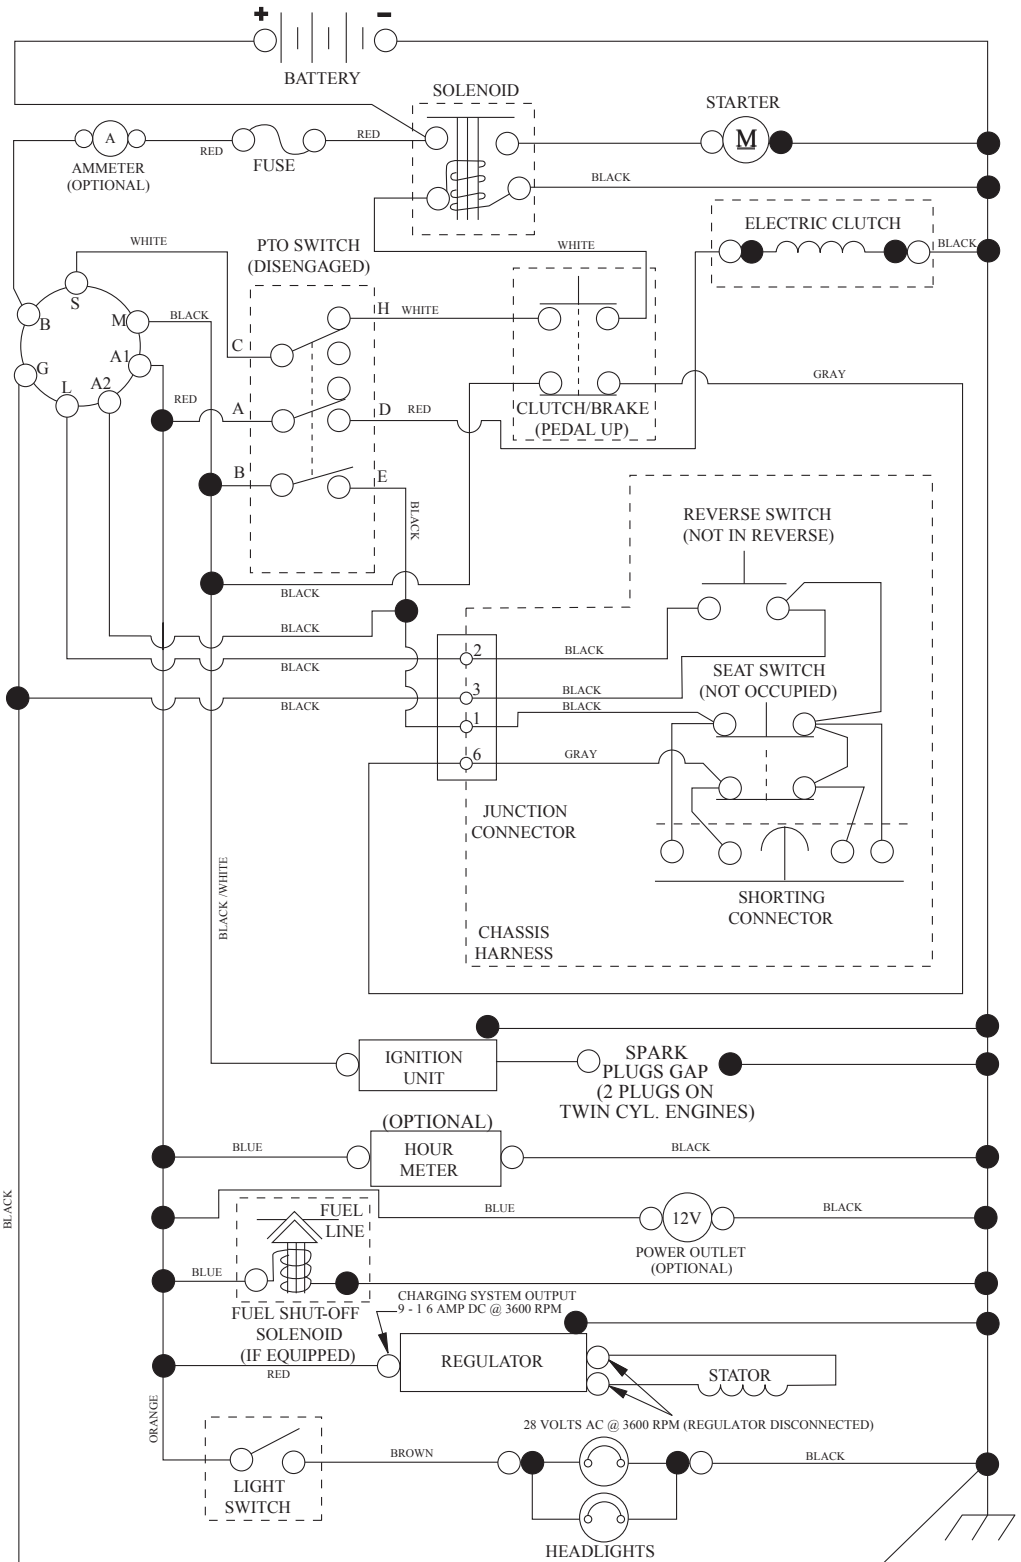 + −
BATTERY
SOLENOID
STARTER
A
RED
FUSE
RED
M
AMMETER
(OPTIONAL)
BLACK
ELECTRIC CLUTCH
BLACK
WHITE
PTO SWITCH
(DISENGAGED)
WHITE
S
B
M
BLACK
H
WHITE
C
A1
G
GRAY
L
A2
RED
A
D
RED
CLUTCH/BRAKE
(PEDAL UP)
B
E
BLACK
REVERSE SWITCH
(NOT IN REVERSE)
BLACK
BLACK
2
BLACK
BLACK
SEAT SWITCH
(NOT OCCUPIED)
3
BLACK
BLACK
BLACK
1
6
GRAY
JUNCTION
CONNECTOR
SHORTING
CONNECTOR
BLACK /WHITE
CHASSIS
HARNESS
IGNITION
UNIT
SPARK
PLUGS GAP
(2 PLUGS ON
TWIN CYL. ENGINES)
(OPTIONAL)
HOUR
METER
BLUE
BLACK
BLACK
FUEL
LINE
BLUE
12V
BLACK
POWER OUTLET
(OPTIONAL)
BLUE
FUEL SHUT-OFF
SOLENOID
(IF EQUIPPED)
CHARGING SYSTEM OUTPUT
9 - 1 6 AMP DC @ 3600 RPM
RED
REGULATOR
STATOR
28 VOLTS AC @ 3600 RPM (REGULATOR DISCONNECTED)
ORANGE
BROWN
BLACK
LIGHT
SWITCH
HEADLIGHTS